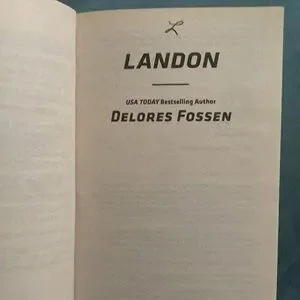 LANDON
USA TODAY Bestselling Author
DELORES FOSSEN